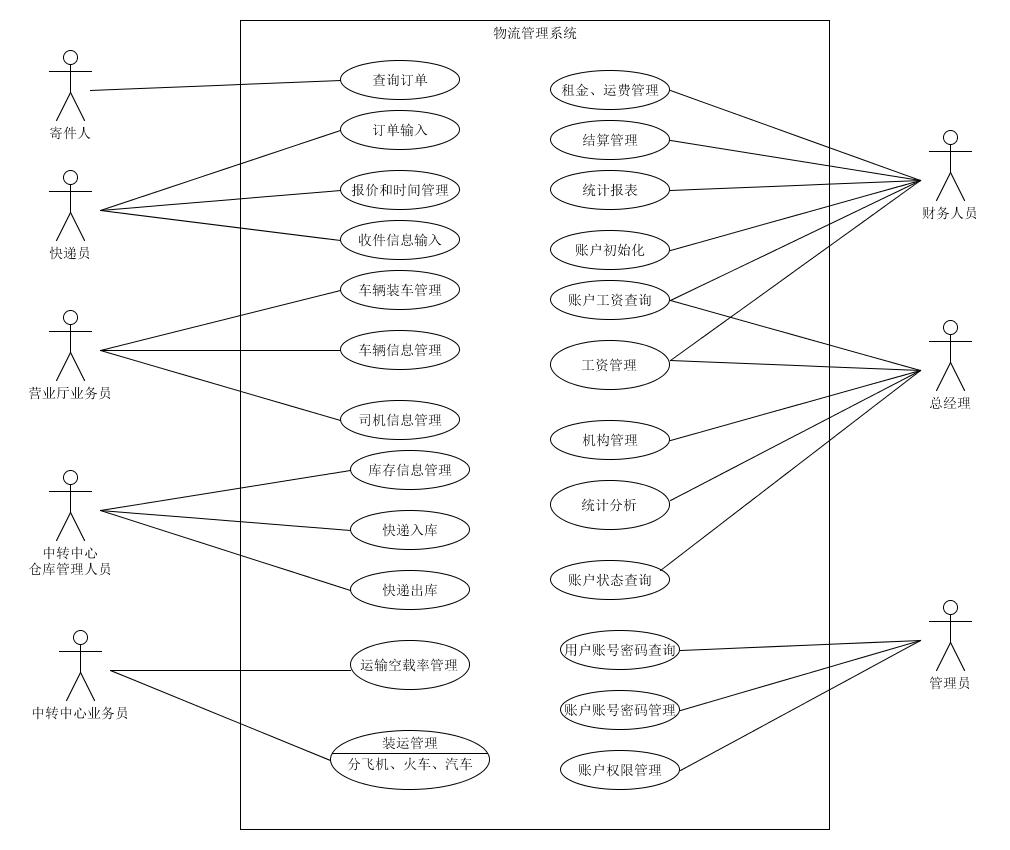 物流管理系统
寄件人
快递员
营业厅业务员
中转中心
仓库管理人员
中转中心业务员
查询订单
订单输入
报价和时间管理
收件信息输入
车辆装车管理
车辆信息管理
司机信息管理
库存信息管理
快递入库
快递出库
运输空载率管理
装运管理
分飞机、火车、汽车
租金、运费管理
结算管理
统计报表
账户初始化
账户工资查询
工资管理
机构管理
统计分析
账户状态查询
用户账号密码查询
账户账号密码管理
账户权限管理
财务人员
总经理
管理员